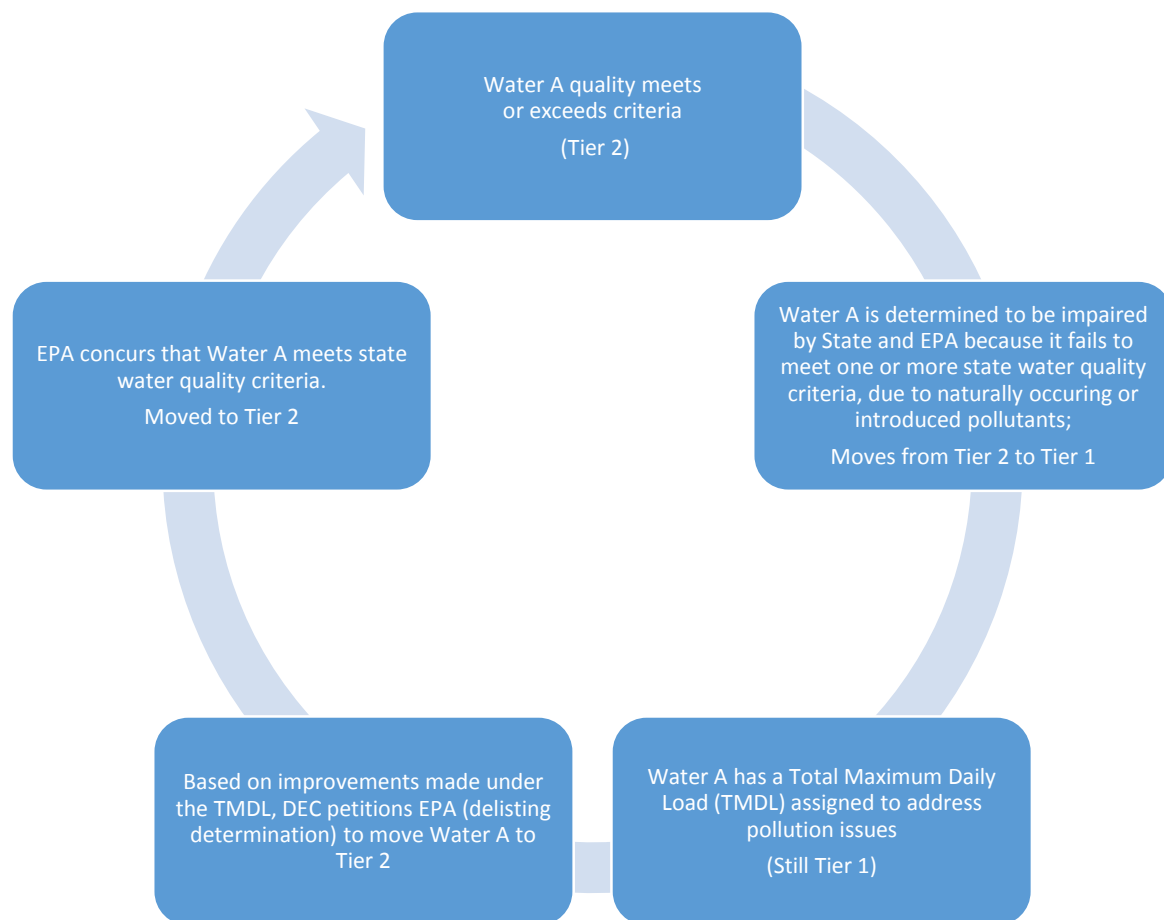 Water A quality meets
or exceeds criteria
(Tier 2)
Water A is determined to be impaired
by State and EPA because it fails to
meet one or more state water quality
criteria, due to naturally occuring or
introduced pollutants;
Moves from Tier 2 to Tier 1
Water A has a Total Maximum Daily
Load (TMDL) assigned to address
pollution issues
(Still Tier 1)
Based on improvements made under
the TMDL, DEC petitions EPA (delisting
determination) to move Water A to
Tier 2
EPA concurs that Water A meets state
water quality criteria.
Moved to Tier 2